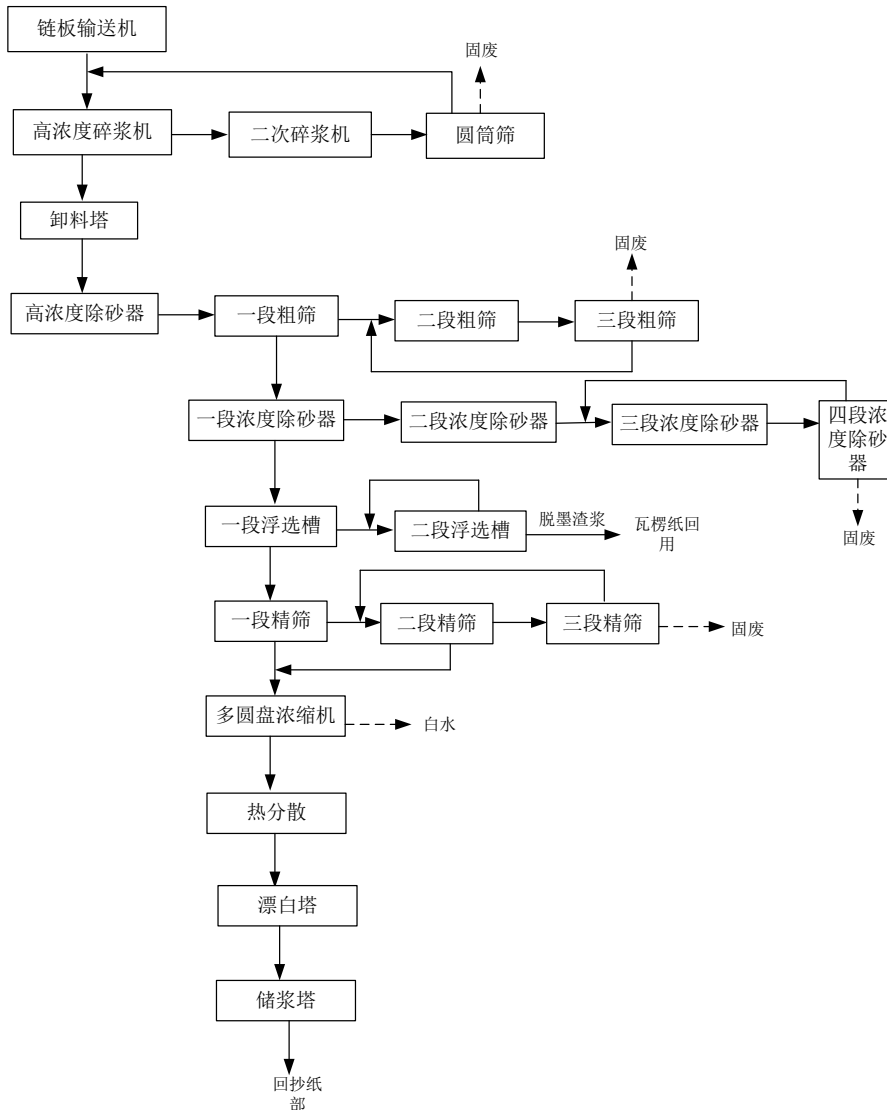 链板输送机
固废
高浓度碎浆机
二次碎浆机
圆筒筛
卸料塔
固废
高浓度除砂器
一段粗筛
二段粗筛
三段粗筛
一段浓度除砂器
二段浓度除砂器
三段浓度除砂器
四段浓
度除砂
器
一段浮选槽
二段浮选槽
脱墨渣浆
瓦楞纸回
用
固废
一段精筛
二段精筛
三段精筛
固废
多圆盘浓缩机
白水
热分散
漂白塔
储浆塔
回抄纸
部